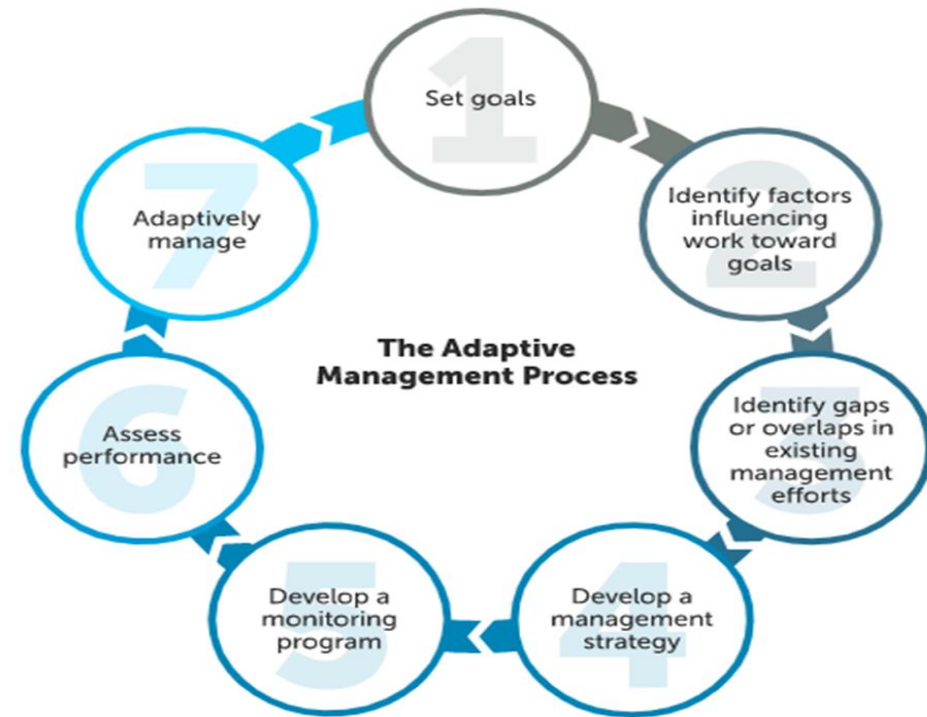 1
Set goals
2
Identify factors
influencing
work toward
goals
3
Identify gaps
or overlaps in
existing
management
efforts
4
Develop a
management
strategy
5
Develop a
monitoring
program
6
Assess
performance
7
Adaptively
manage
The Adaptive
Management Process